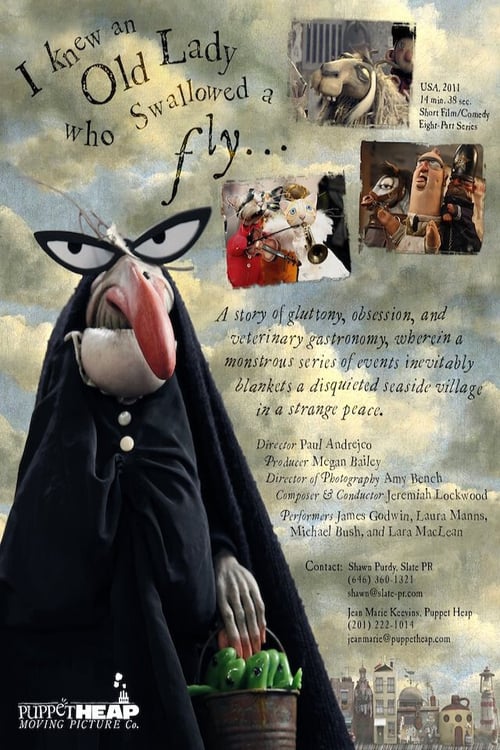 I knew an
Old Lady
who Swallowed a
fly...
USA, 2011
14 min. 38 sec.
Short Film/Comedy
Eight-Part Series
A story of gluttony, obsession, and
veterinary gastronomy, wherein a
monstrous series of events inevitably
blankets a disquieted seaside village
in a strange peace.
Director Paul Andrejco
Producer Megan Bailey
Director of Photography Amy Bench
Composer & Conductor Jeremiah Lockwood
Performers James Godwin, Laura Manns,
Michael Bush, and Lara MacLean
Contact: Shawn Purdy, Slate PR
(646) 360-1321
shawn@slate-pr.com
Jean Marie Keevins, Puppet Heap
(201) 222-1014
jeanmarie@puppetheap.com
PUPPETHEAP
MOVING PICTURE Co.